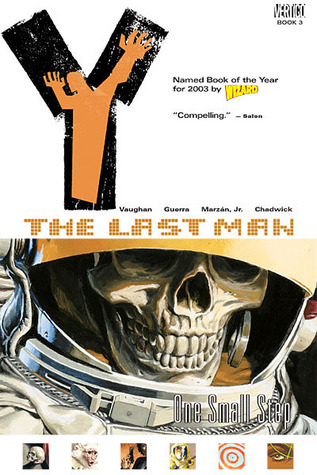 VERTIGO
BOOK 3
Y
Named Book of the Year
for 2003 by WIZARD
"Compelling." — Salon
Vaughan Guerra Marzán, Jr. Chadwick
THE LAST MAN
One Small Step